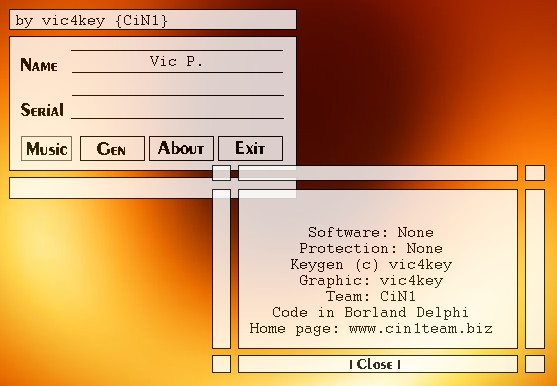 by vic4key {CiN1}
Name
Vic P.
Serial
Music Gen About Exit
Software: None
Protection: None
Keygen (c) vic4key
Graphic: vic4key
Team: CiN1
Code in Borland Delphi
Home page: www.cin1team.biz
| Close |